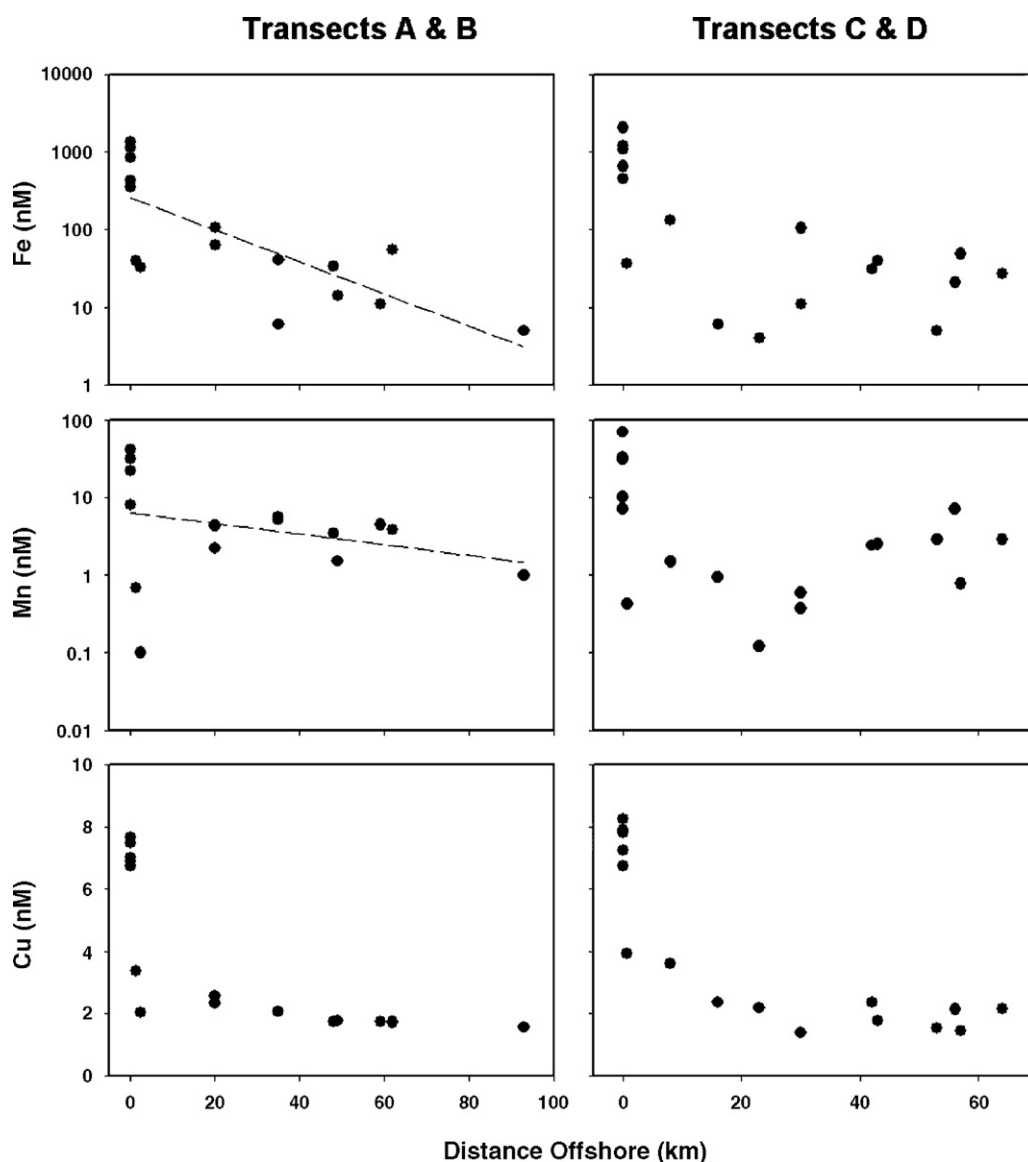 Transects A & B
Transects C & D
Fe (nM)
10000
1000
100
10
1
Mn (nM)
100
10
1
0.1
0.01
Cu (nM)
10
8
6
4
2
0
0 20 40 60 80 100
0 20 40 60
Distance Offshore (km)